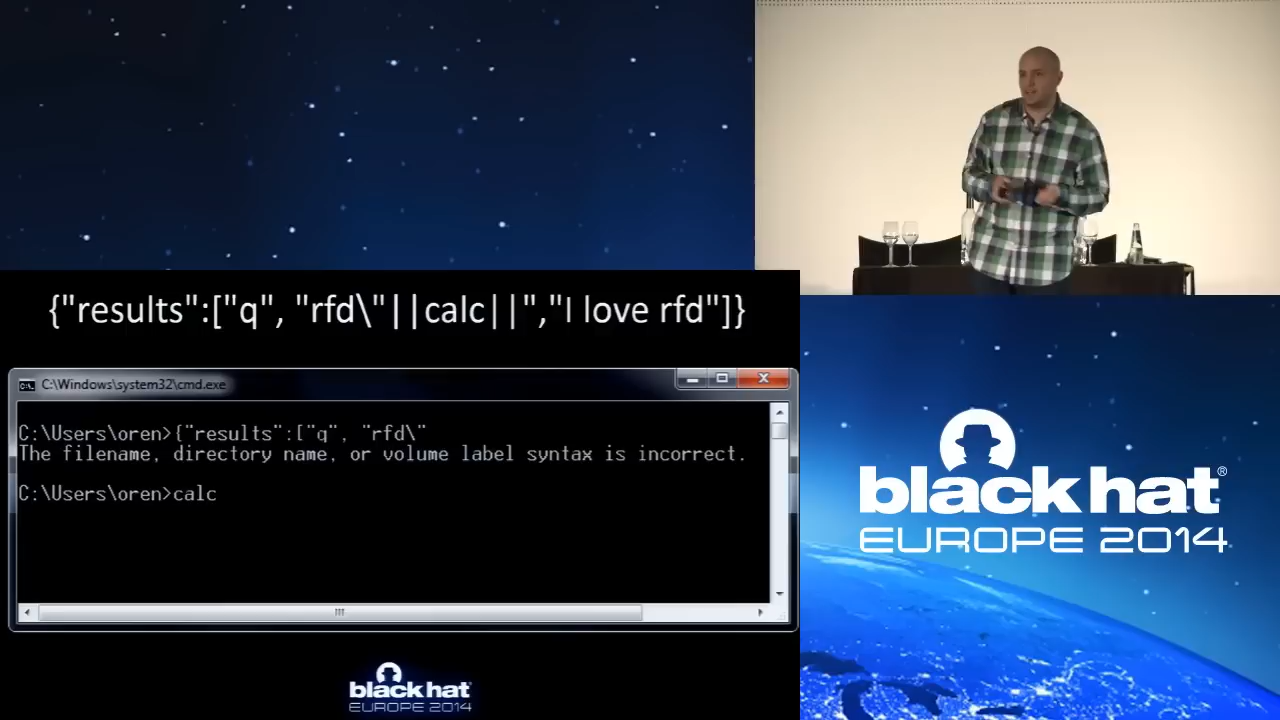 {"results":["q", "rfd\"||calc||","I love rfd"]}
C:\Windows\system32\cmd.exe
C:\Users\oren>{"results":["q", "rfd\"
The filename, directory name, or volume label syntax is incorrect.
C:\Users\oren>calc
black hat®
EUROPE 2014
black hat
EUROPE 2014